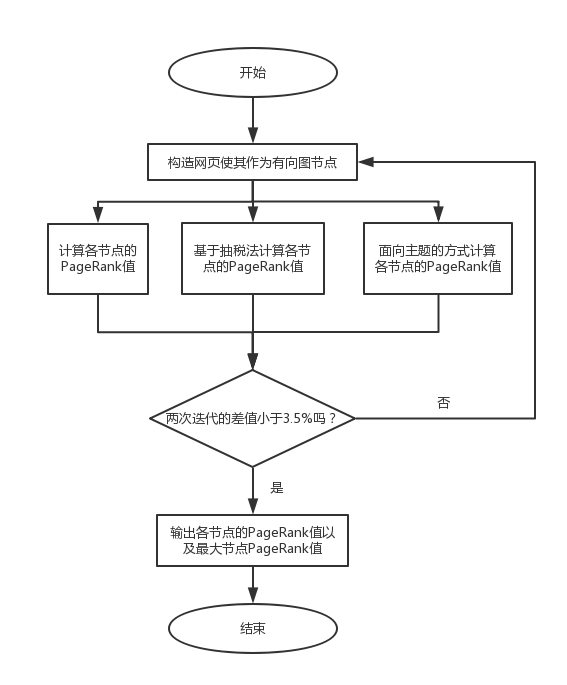 开始
构造网页使其作为有向图节点
计算各节点的
PageRank值
基于抽税法计算各节
点的PageRank值
面向主题的方式计算
各节点的PageRank值
两次迭代的差值小于3.5%吗？
否
是
输出各节点的PageRank值以
及最大节点PageRank值
结束